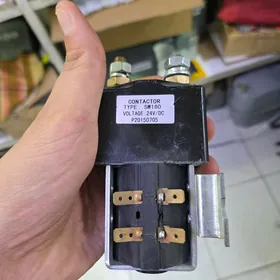 CONTACTOR
TYPE: SW180
VOLTAGE 24V/DC
P20150705